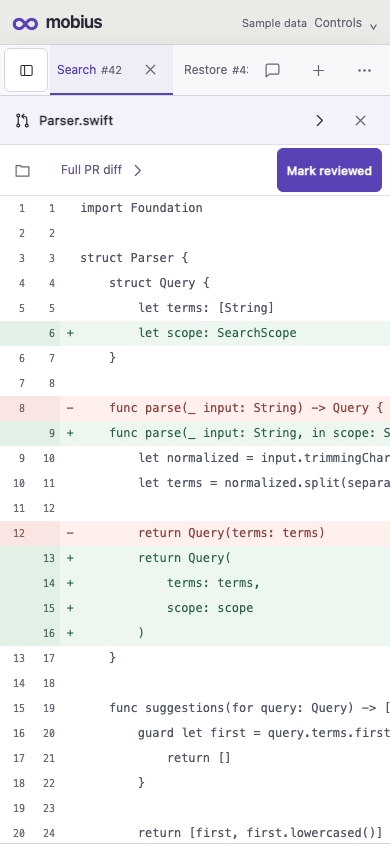 mobius
Sample data Controls
Search #42
Restore #4
Parser.swift
Full PR diff
Mark reviewed
1 1 import Foundation
2 2
3 3 struct Parser {
4 4 struct Query {
5 5 let terms: [String]
6 + let scope: SearchScope
6 7 }
7 8
8 - func parse(_ input: String) -> Query {
9 + func parse(_ input: String, in scope: S
9 10 let normalized = input.trimmingChar
10 11 let terms = normalized.split(separa
11 12
12 - return Query(terms: terms)
13 + return Query(
14 + terms: terms,
15 + scope: scope
16 + )
13 17 }
14 18
15 19 func suggestions(for query: Query) -> [
16 20 guard let first = query.terms.first
17 21 return []
18 22 }
19 23
20 24 return [first, first.lowercased()]